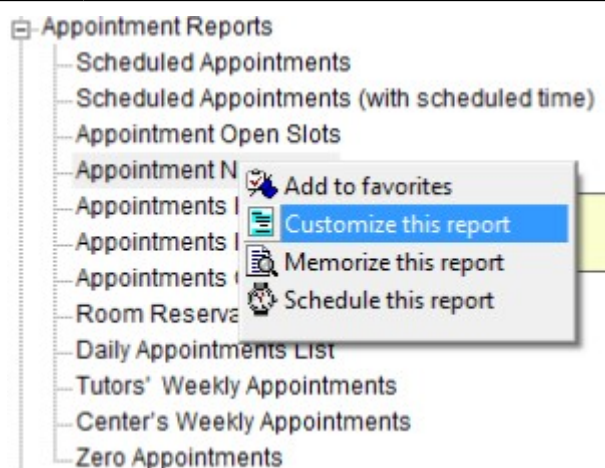 Appointment Reports
Scheduled Appointments
Scheduled Appointments (with scheduled time)
Appointment Open Slots
Appointment
Add to favorites
Appointments
Customize this report
Appointments
Memorize this report
Appointments
Schedule this report
Room
Daily Appointments List
Tutors' Weekly Appointments
Center's Weekly Appointments
Zero Appointments